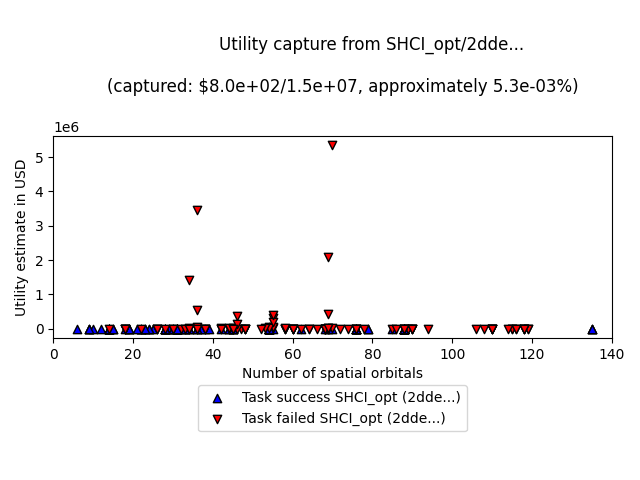 Utility capture from SHCI_opt/2dde...
(captured: $8.0e+02/1.5e+07, approximately 5.3e-03%)
1e6
Utility estimate in USD
5
4
3
2
1
0
0 20 40 60 80 100 120 140
Number of spatial orbitals
Task success SHCI_opt (2dde...)
Task failed SHCI_opt (2dde...)